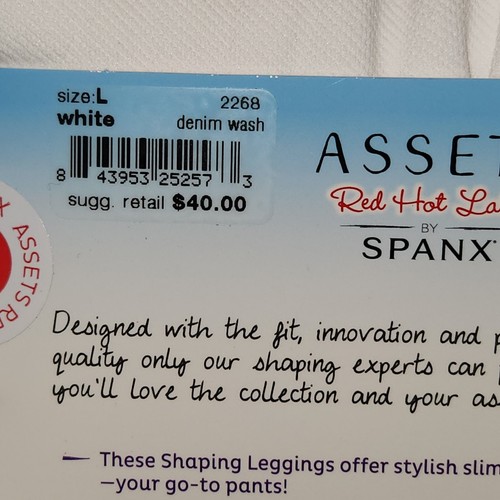 size:L 2268
white denim wash
8 43953 25257 3
sugg. retail $40.00
ASSET
Red Hot La
BY
SPANX
ASSETS R
Designed with the fit, innovation and p
quality only our shaping experts can
you'll love the collection and your as
These Shaping Leggings offer stylish slim
—your go-to pants!